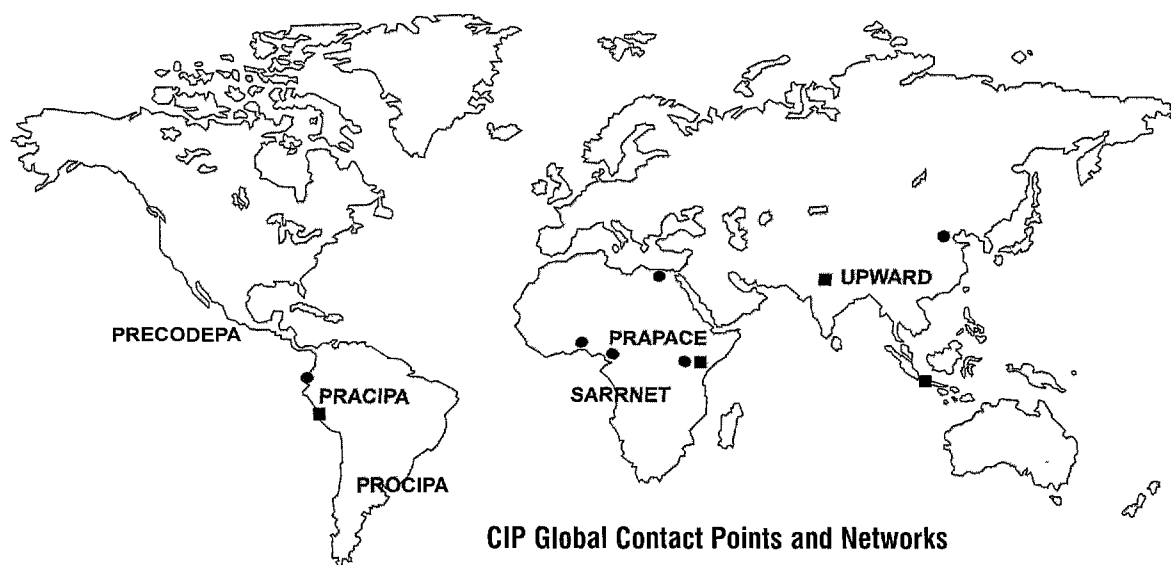 UPWARD
PRECODEPA
PRAPACE
PRACIPA
SARRNET
PROCIPA
CIP Global Contact Points and Networks